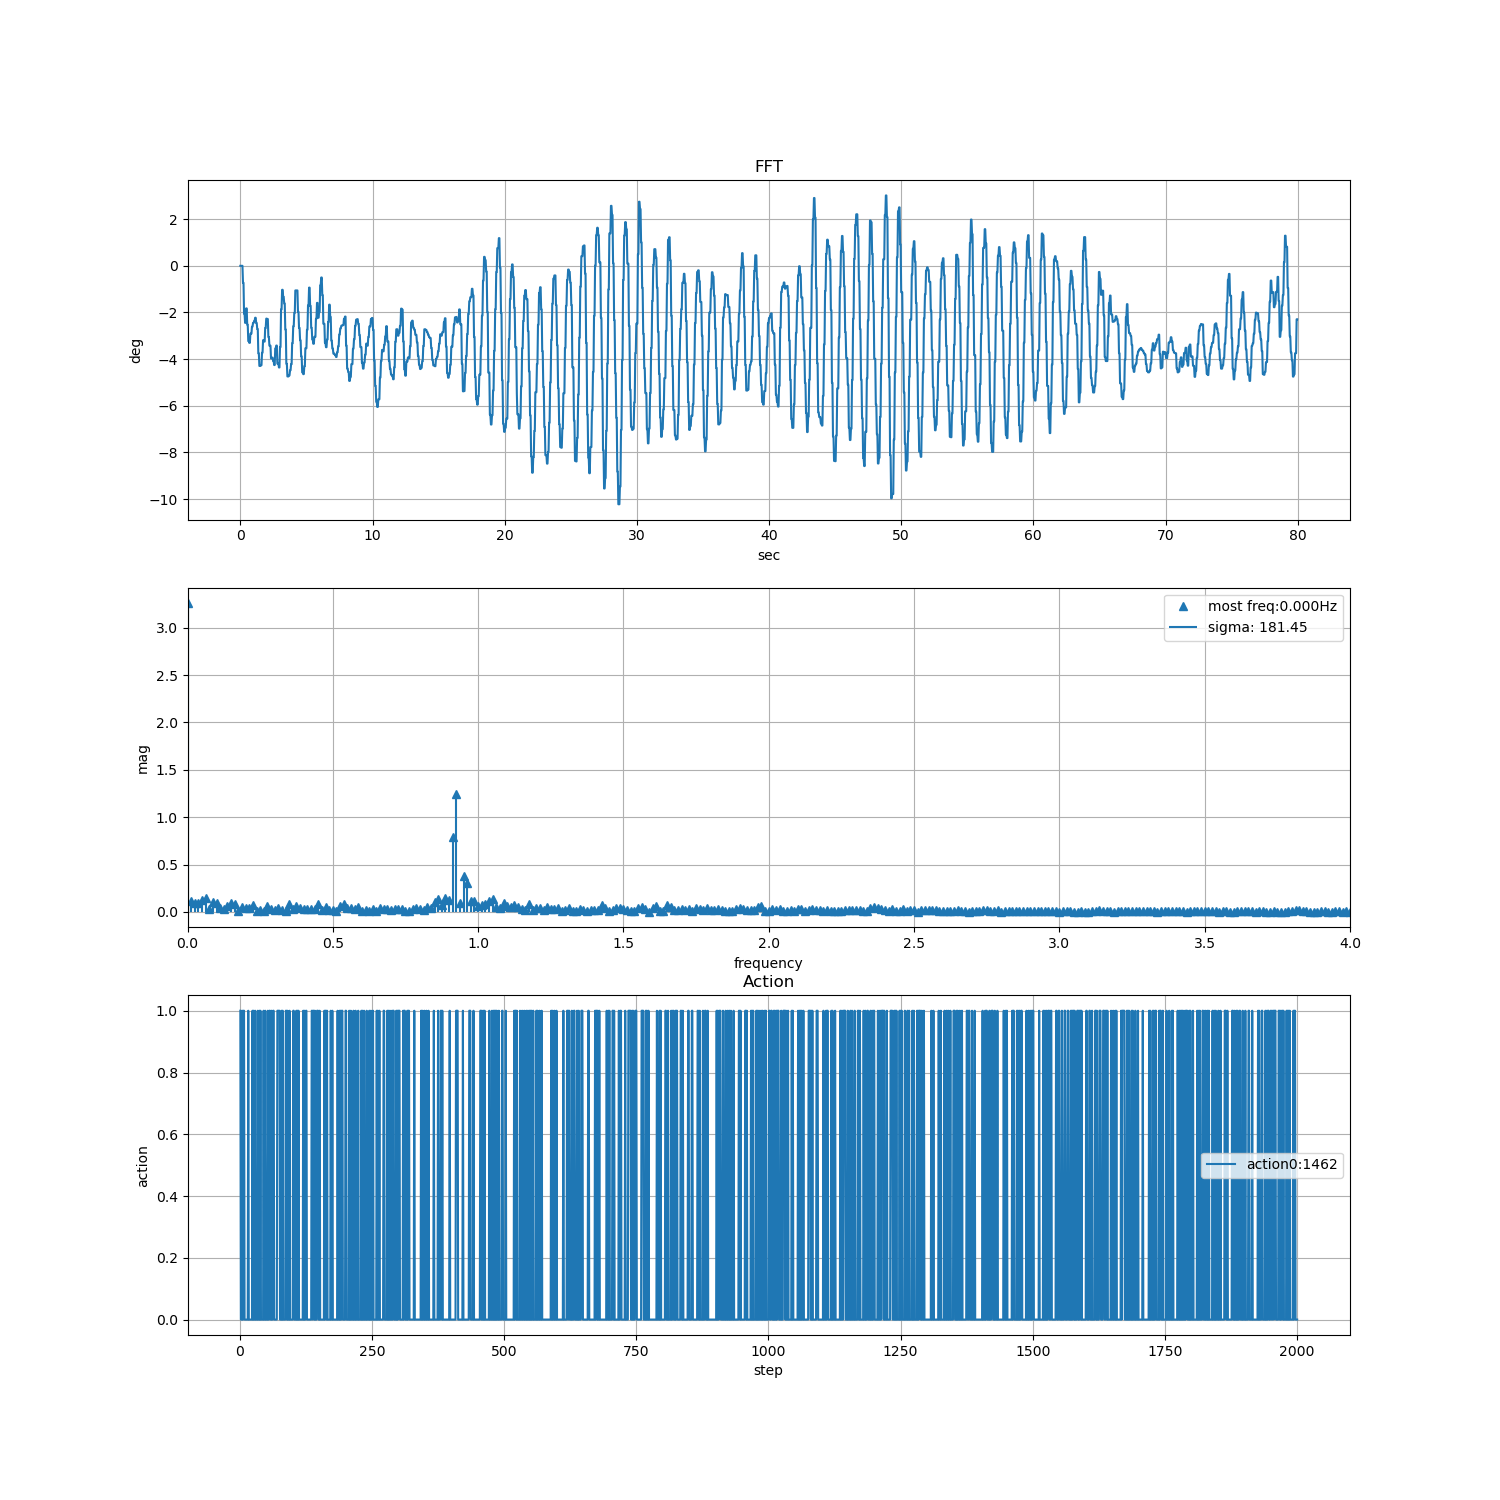 FFT
deg
2
0
−2
−4
−6
−8
−10
0 10 20 30 40 50 60 70 80
sec
mag
3.0
2.5
2.0
1.5
1.0
0.5
0.0
most freq:0.000Hz
sigma: 181.45
0.0 0.5 1.0 1.5 2.0 2.5 3.0 3.5 4.0
frequency
Action
action
1.0
0.8
0.6
0.4
0.2
0.0
action0:1462
0 250 500 750 1000 1250 1500 1750 2000
step